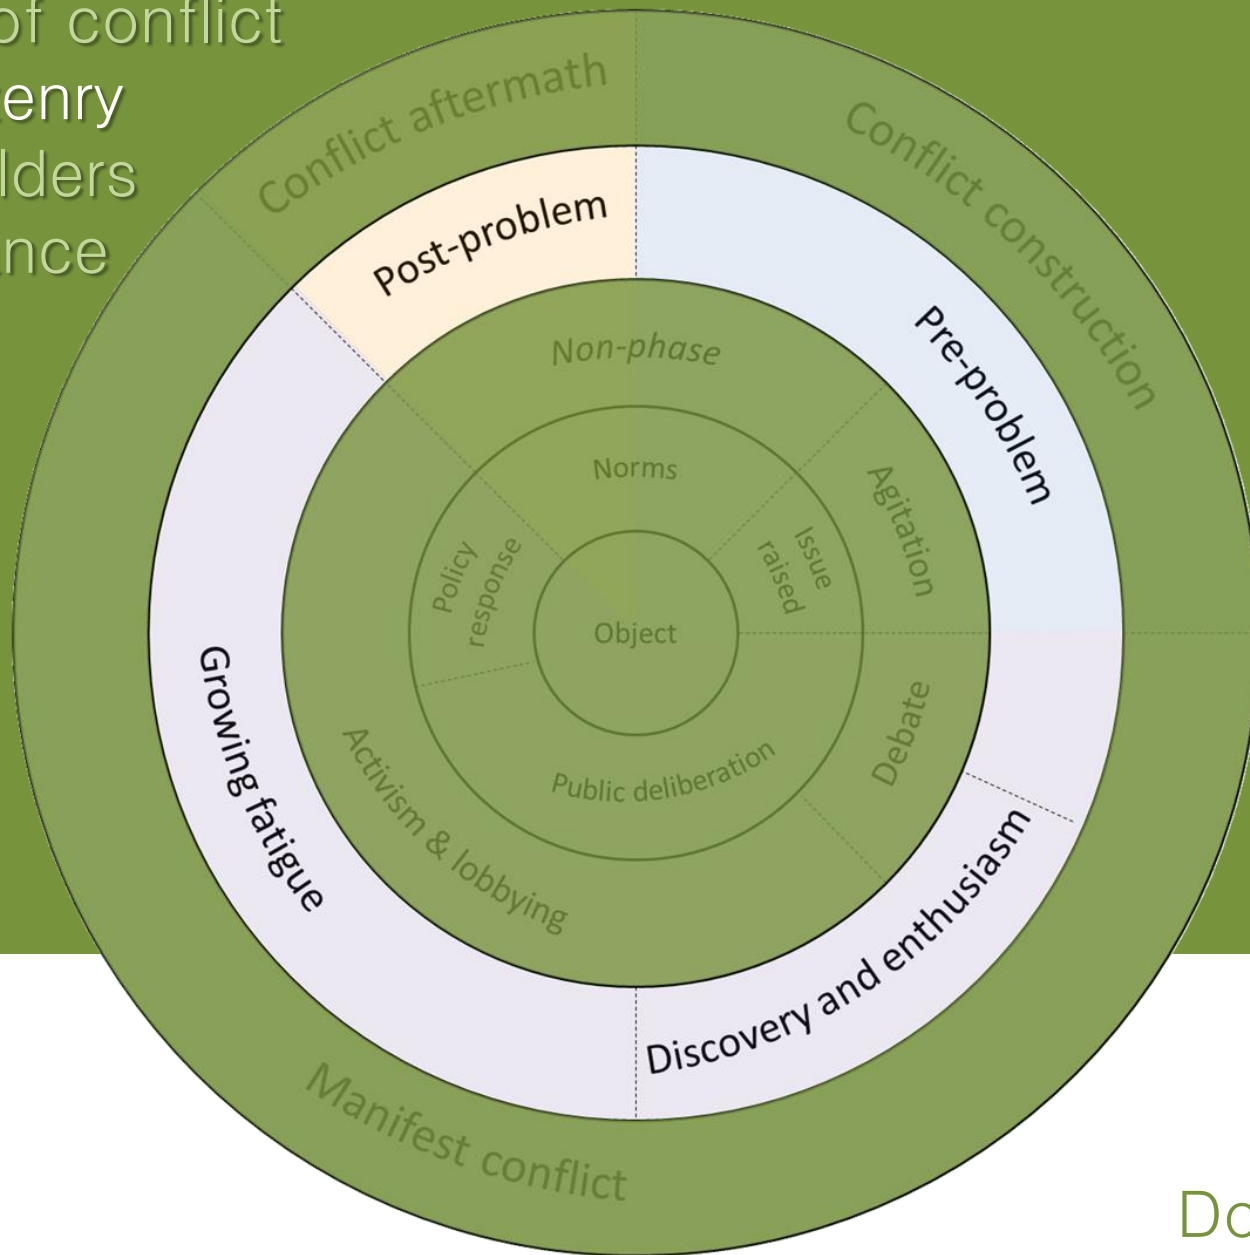 of conflict
enry
lders
nce
Conflict aftermath
Conflict construction
Post-problem
Pre-problem
Non-phase
Norms
Agitation
Issue
raised
Policy
response
Object
Debate
Public deliberation
Activism & lobbying
Growing fatigue
Discovery and enthusiasm
Manifest conflict
Do